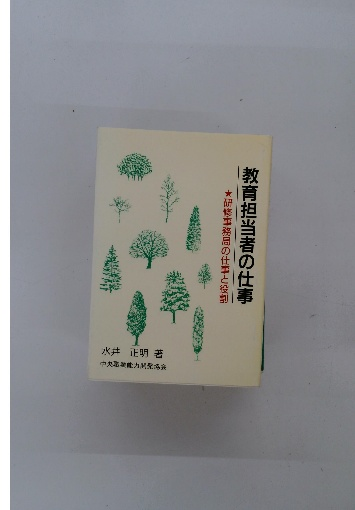 教育担当者の仕事
★研修事務局の仕事と役割
水井 正明 著
中央職業能力開発協会